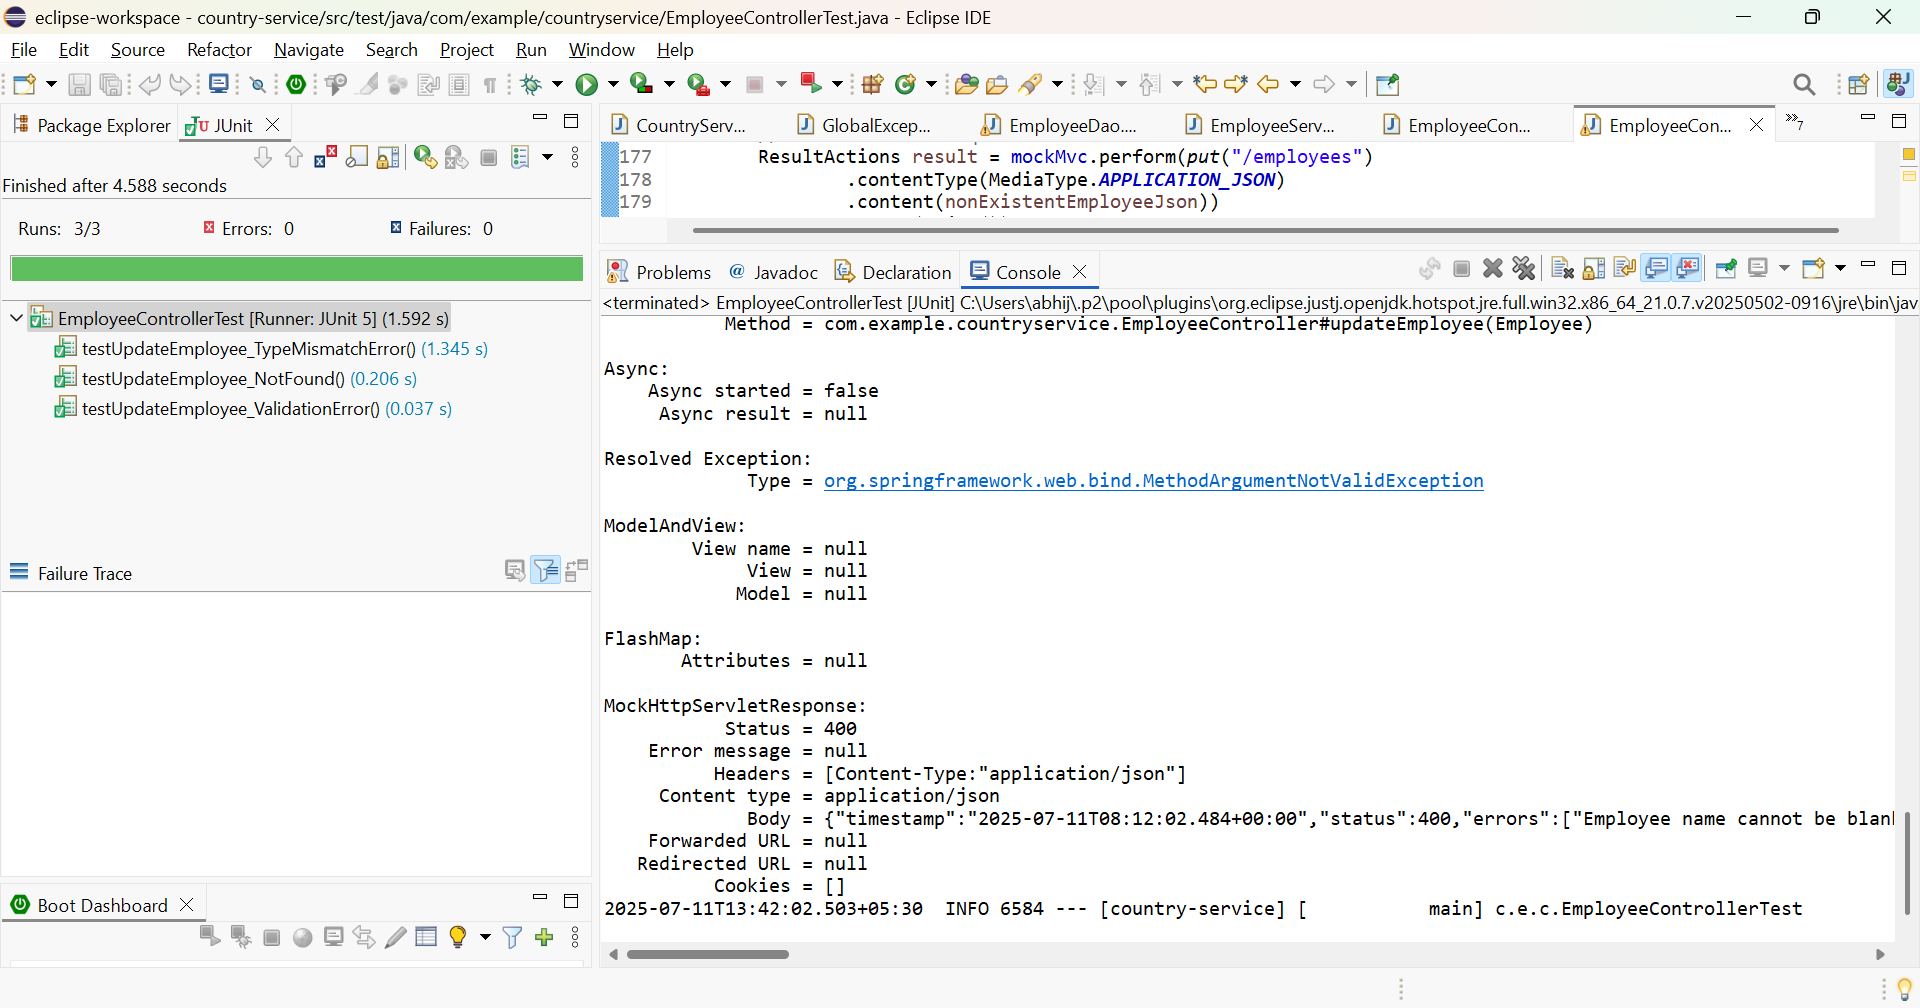 eclipse-workspace - country-service/src/test/java/com/example/countryservice/EmployeeControllerTest.java - Eclipse IDE
File Edit Source Refactor Navigate Search Project Run Window Help
Package Explorer JUnit
Finished after 4.588 seconds
Runs: 3/3 Errors: 0 Failures: 0
EmployeeControllerTest [Runner: JUnit 5] (1.592 s)
testUpdateEmployee_TypeMismatchError() (1.345 s)
testUpdateEmployee_NotFound() (0.206 s)
testUpdateEmployee_ValidationError() (0.037 s)
Failure Trace
Boot Dashboard
CountryServ... GlobalExcep... EmployeeDao.... EmployeeServ... EmployeeCon... EmployeeCon... »7
177 ResultActions result = mockMvc.perform(put("/employees")
178 .contentType(MediaType.APPLICATION_JSON)
179 .content(nonExistentEmployeeJson))
Problems @ Javadoc Declaration Console
<terminated> EmployeeControllerTest [JUnit] C:\Users\abhij\.p2\pool\plugins\org.eclipse.justj.openjdk.hotspot.jre.full.win32.x86_64_21.0.7.v20250502-0916\jre\bin\jav
Method = com.example.countryservice.EmployeeController#updateEmployee(Employee)
Async:
Async started = false
Async result = null
Resolved Exception:
Type = org.springframework.web.bind.MethodArgumentNotValidException
ModelAndView:
View name = null
View = null
Model = null
FlashMap:
Attributes = null
MockHttpServletResponse:
Status = 400
Error message = null
Headers = [Content-Type:"application/json"]
Content type = application/json
Body = {"timestamp":"2025-07-11T08:12:02.484+00:00","status":400,"errors":["Employee name cannot be blan
Forwarded URL = null
Redirected URL = null
Cookies = []
2025-07-11T13:42:02.503+05:30 INFO 6584 --- [country-service] [ main] c.e.c.EmployeeControllerTest